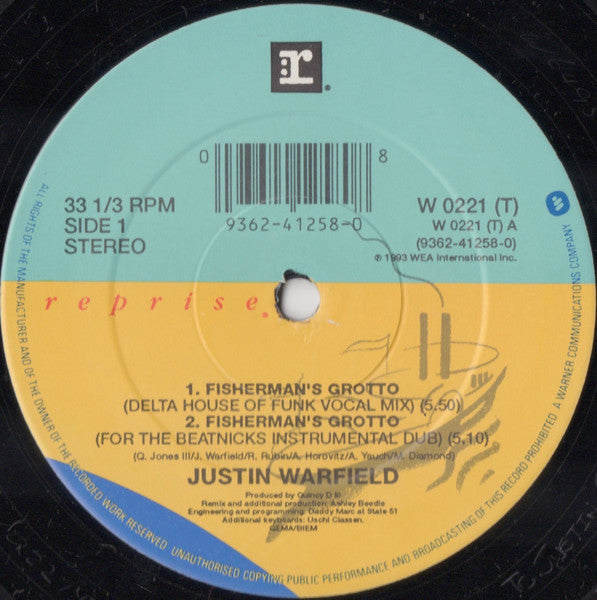 r
®
0 8
9362-41258-0
33 1/3 RPM
SIDE 1
STEREO
W 0221 (T)
W 0221 (T) A
(9362-41258-0)
℗ 1993 WEA International Inc.
reprise
1. FISHERMAN'S GROTTO
(DELTA HOUSE OF FUNK VOCAL MIX) (5.50)
2. FISHERMAN'S GROTTO
(FOR THE BEATNICKS INSTRUMENTAL DUB) (5.10)
(Q. Jones III/J. Warfield/R. Rubin/A. Horovitz/A. Yauch/M. Diamond)
JUSTIN WARFIELD
Produced by Quincy D III
Remix and additional production: Ashley Beedle
Engineering and programming: Daddy Marc at State 51
Additional keyboards: Uschi Classen.
GEMA/BIEM
ALL RIGHTS OF THE MANUFACTURER AND OF THE OWNER OF THE RECORDED WORK RESERVED UNAUTHORISED COPYING PUBLIC PERFORMANCE AND BROADCASTING OF THIS RECORD PROHIBITED A WARNER COMMUNICATIONS COMPANY